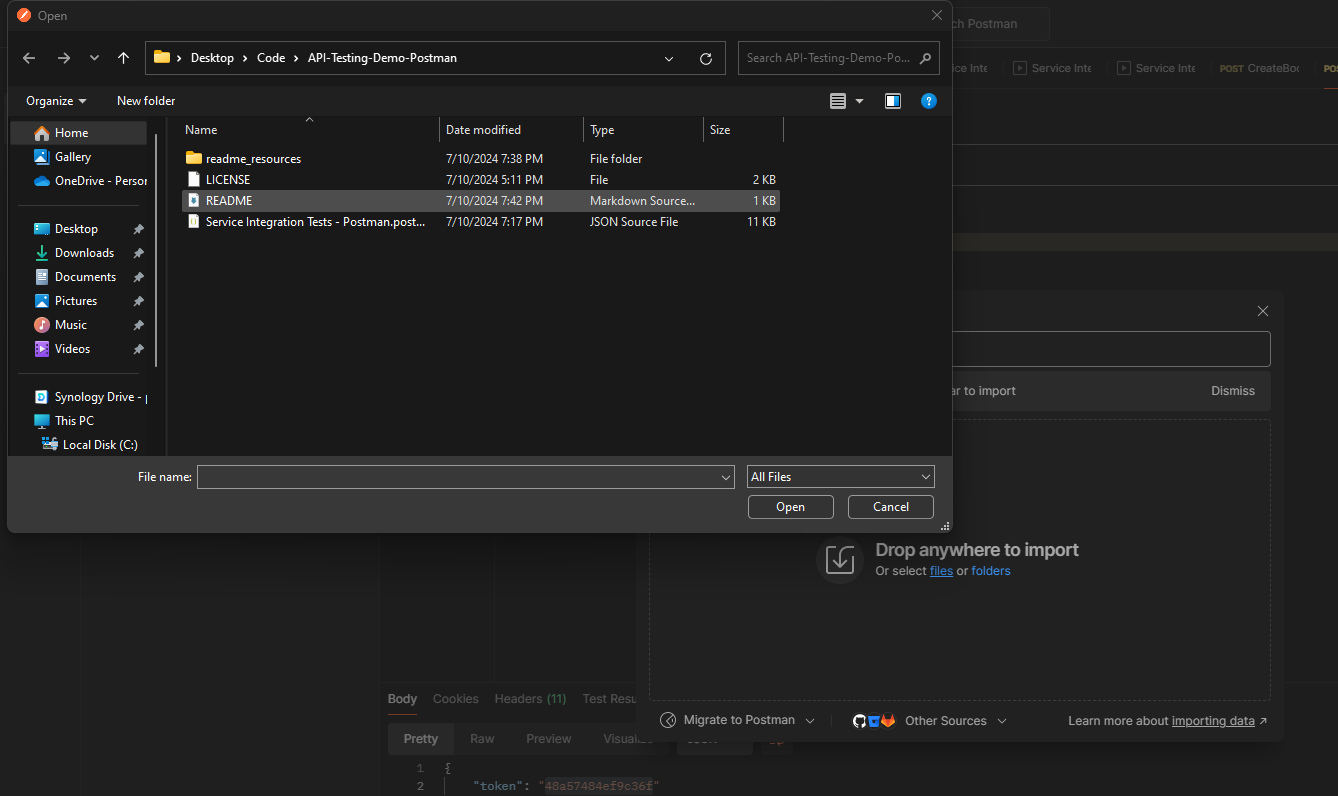 Open
ch Postman
Desktop > Code > API-Testing-Demo-Postman
Search API-Testing-Demo-Po...
ice Inte
Service Inte
Service Inte
POST CreateBoo
POS
Organize
New folder
Name
Date modified
Type
Size
Home
Gallery
OneDrive - Person
readme_resources 7/10/2024 7:38 PM File folder
LICENSE 7/10/2024 5:11 PM File 2 KB
README 7/10/2024 7:42 PM Markdown Source... 1 KB
Service Integration Tests - Postman.post... 7/10/2024 7:17 PM JSON Source File 11 KB
Desktop
Downloads
Documents
Pictures
Music
Videos
Synology Drive - p
This PC
Local Disk (C:)
ar to import
Dismiss
File name:
All Files
Open
Cancel
Drop anywhere to import
Or select files or folders
Body
Cookies
Headers (11)
Test Resu
Migrate to Postman
Other Sources
Learn more about importing data
Pretty
Raw
Preview
Visualiz
1 {
2 "token": "48a57484ef9c36f"